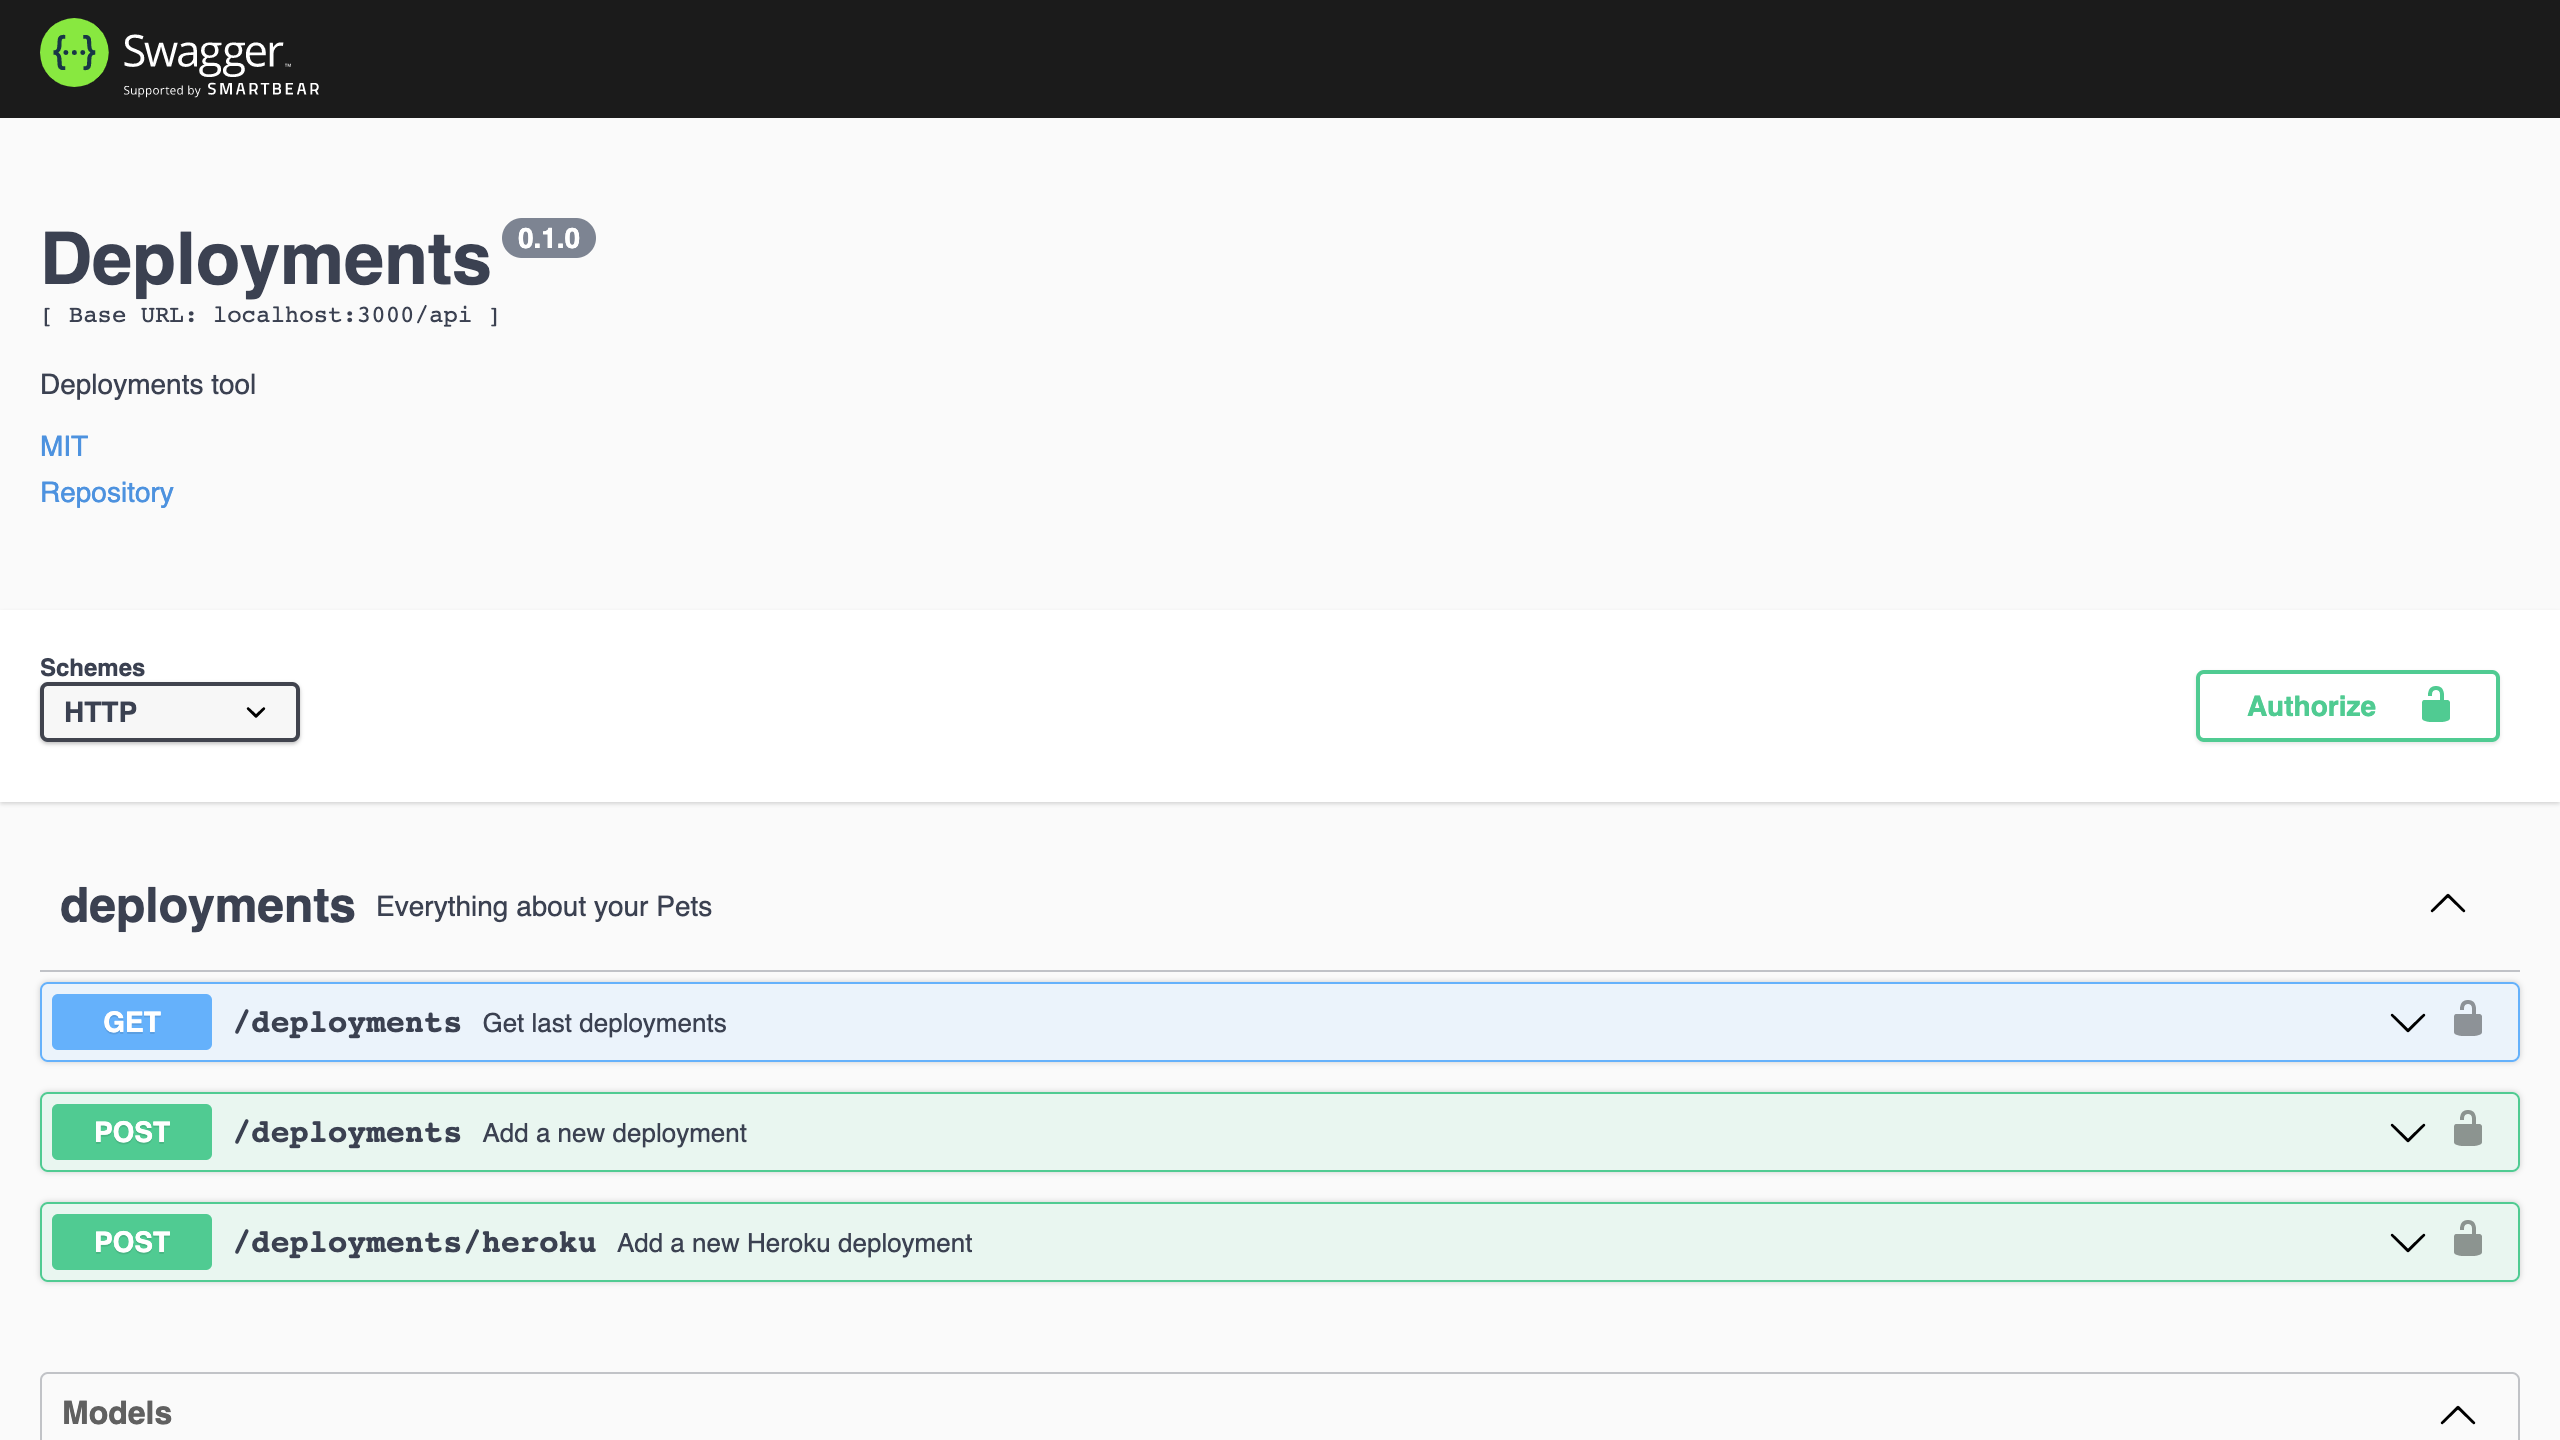 {...} Swagger™
Supported by SMARTBEAR
Deployments 0.1.0
[ Base URL: localhost:3000/api ]
Deployments tool
MIT
Repository
Schemes
HTTP
Authorize
deployments Everything about your Pets
GET /deployments Get last deployments
POST /deployments Add a new deployment
POST /deployments/heroku Add a new Heroku deployment
Models